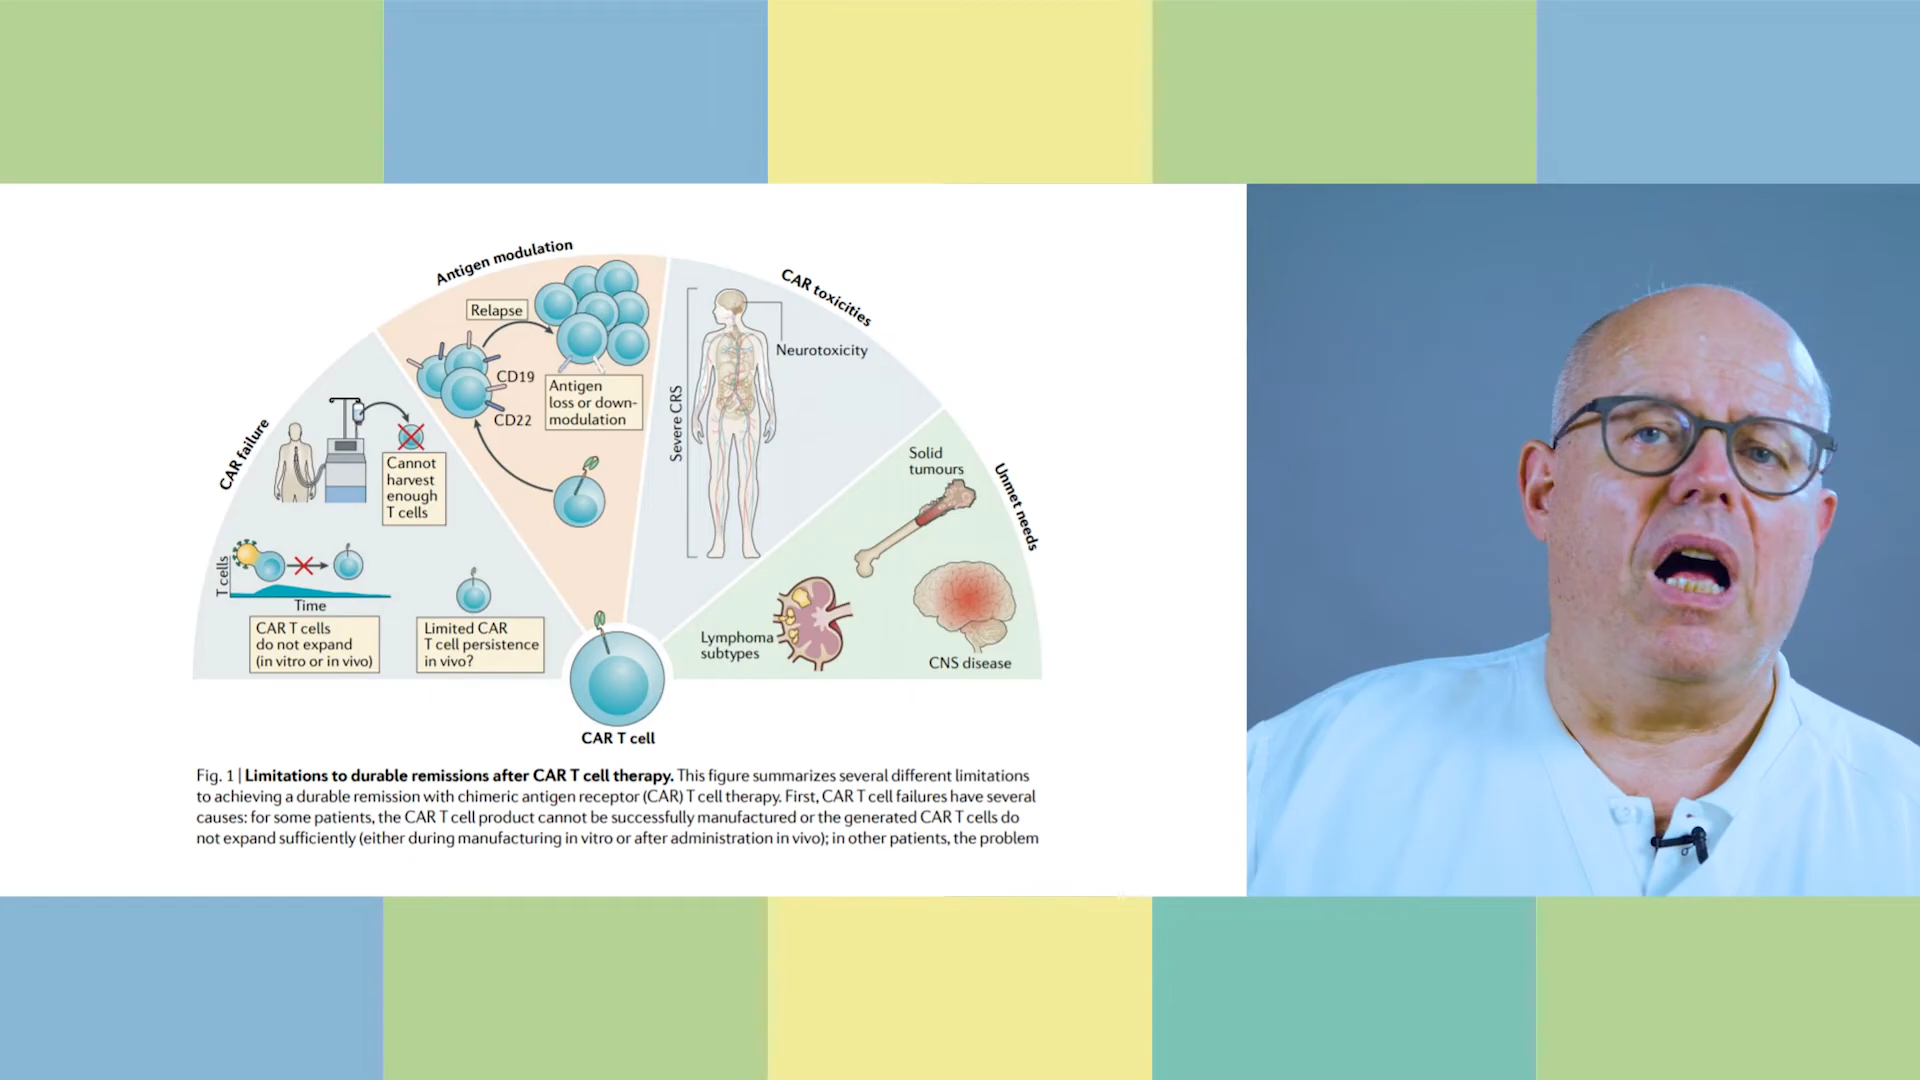 Antigen modulation
CAR toxicities
CAR failure
Unmet needs
Relapse
CD19
CD22
Antigen
loss or down-
modulation
Neurotoxicity
Severe CRS
Solid
tumours
Cannot
harvest
enough
T cells
T cells
Time
CAR T cells
do not expand
(in vitro or in vivo)
Limited CAR
T cell persistence
in vivo?
Lymphoma
subtypes
CNS disease
CAR T cell
Fig. 1 | Limitations to durable remissions after CAR T cell therapy. This figure summarizes several different limitations
to achieving a durable remission with chimeric antigen receptor (CAR) T cell therapy. First, CAR T cell failures have several
causes: for some patients, the CAR T cell product cannot be successfully manufactured or the generated CAR T cells do
not expand sufficiently (either during manufacturing in vitro or after administration in vivo); in other patients, the problem